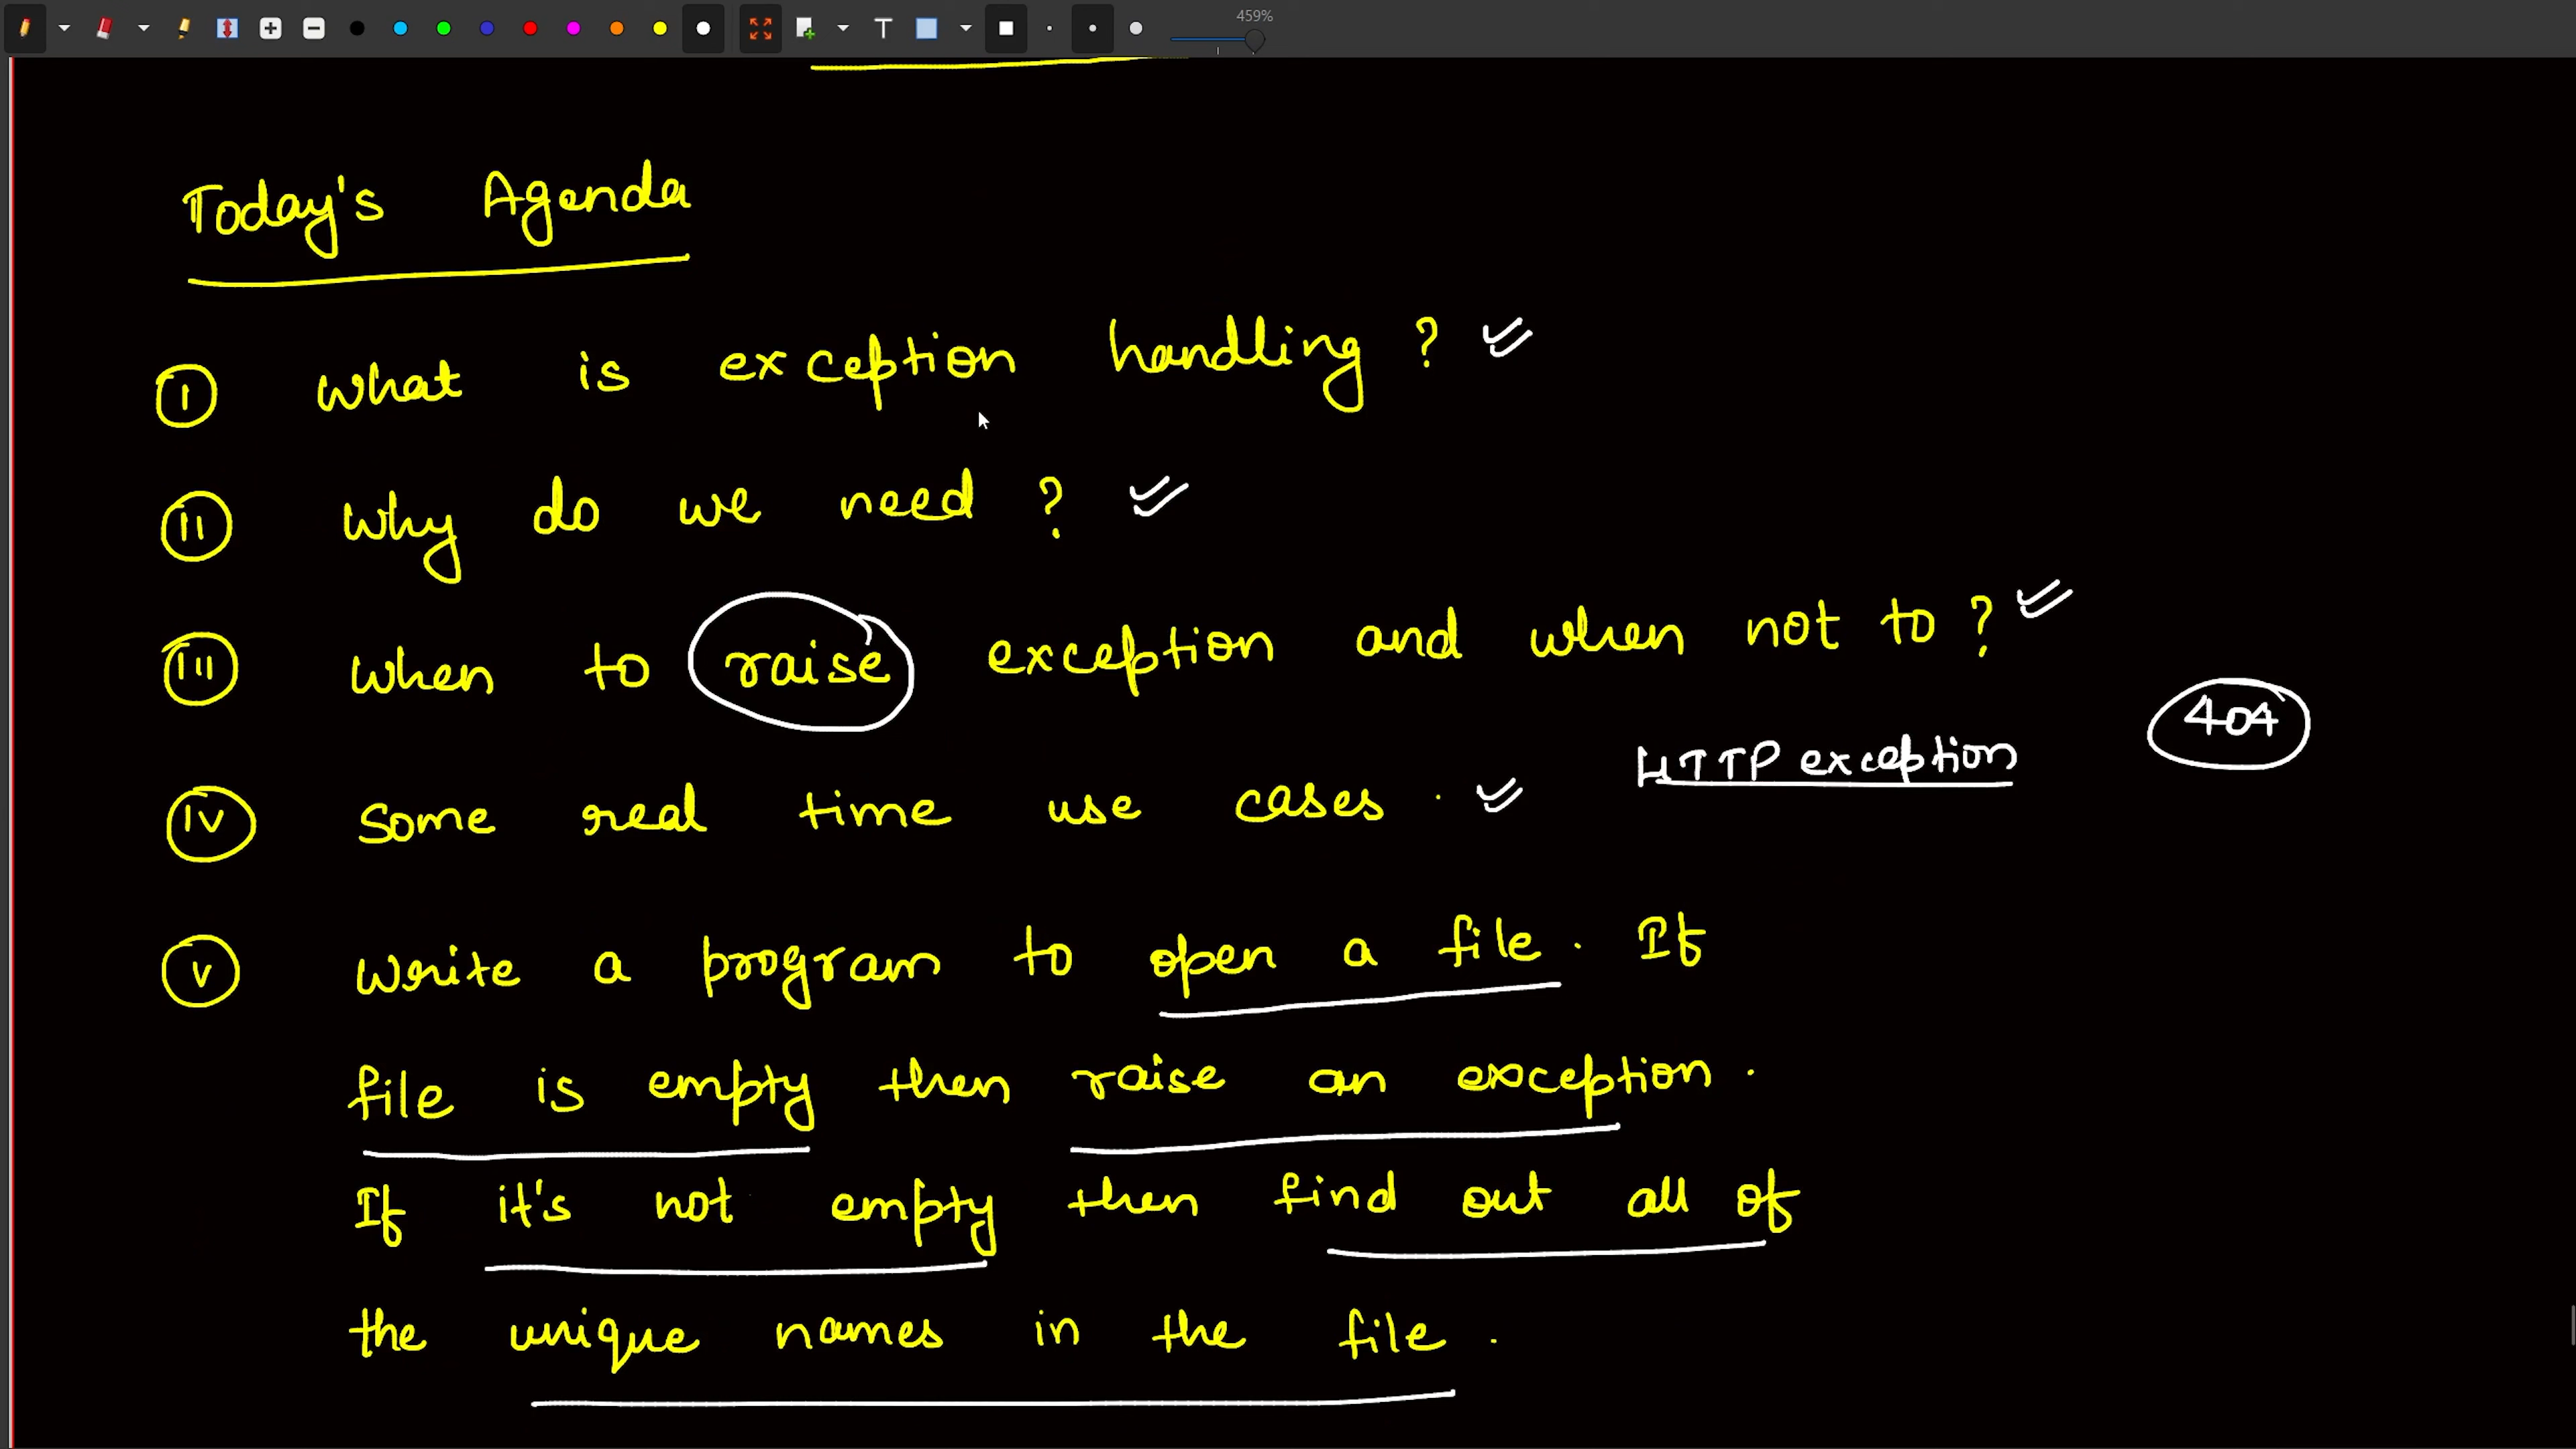 459%
Today's Agenda
i What is exception handling ?
ii Why do we need ?
iii When to raise exception and when not to ?
404
HTTP exception
iv Some real time use cases .
v Write a program to open a file . If
file is empty then raise an exception .
If it's not empty then find out all of
the unique names in the file .